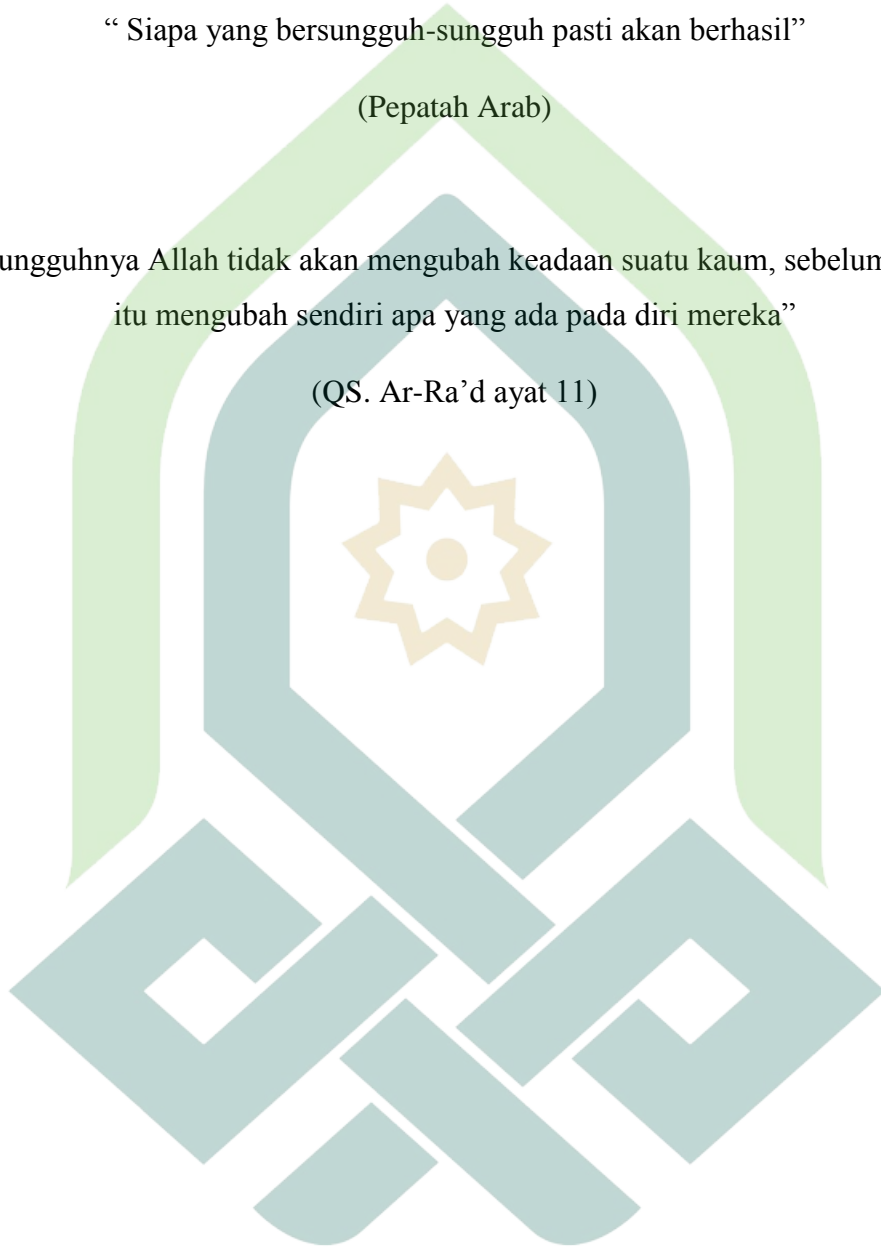 “ Siapa yang bersungguh-sungguh pasti akan berhasil”
(Pepatah Arab)
ungguhnya Allah tidak akan mengubah keadaan suatu kaum, sebelum
itu mengubah sendiri apa yang ada pada diri mereka”
(QS. Ar-Ra’d ayat 11)